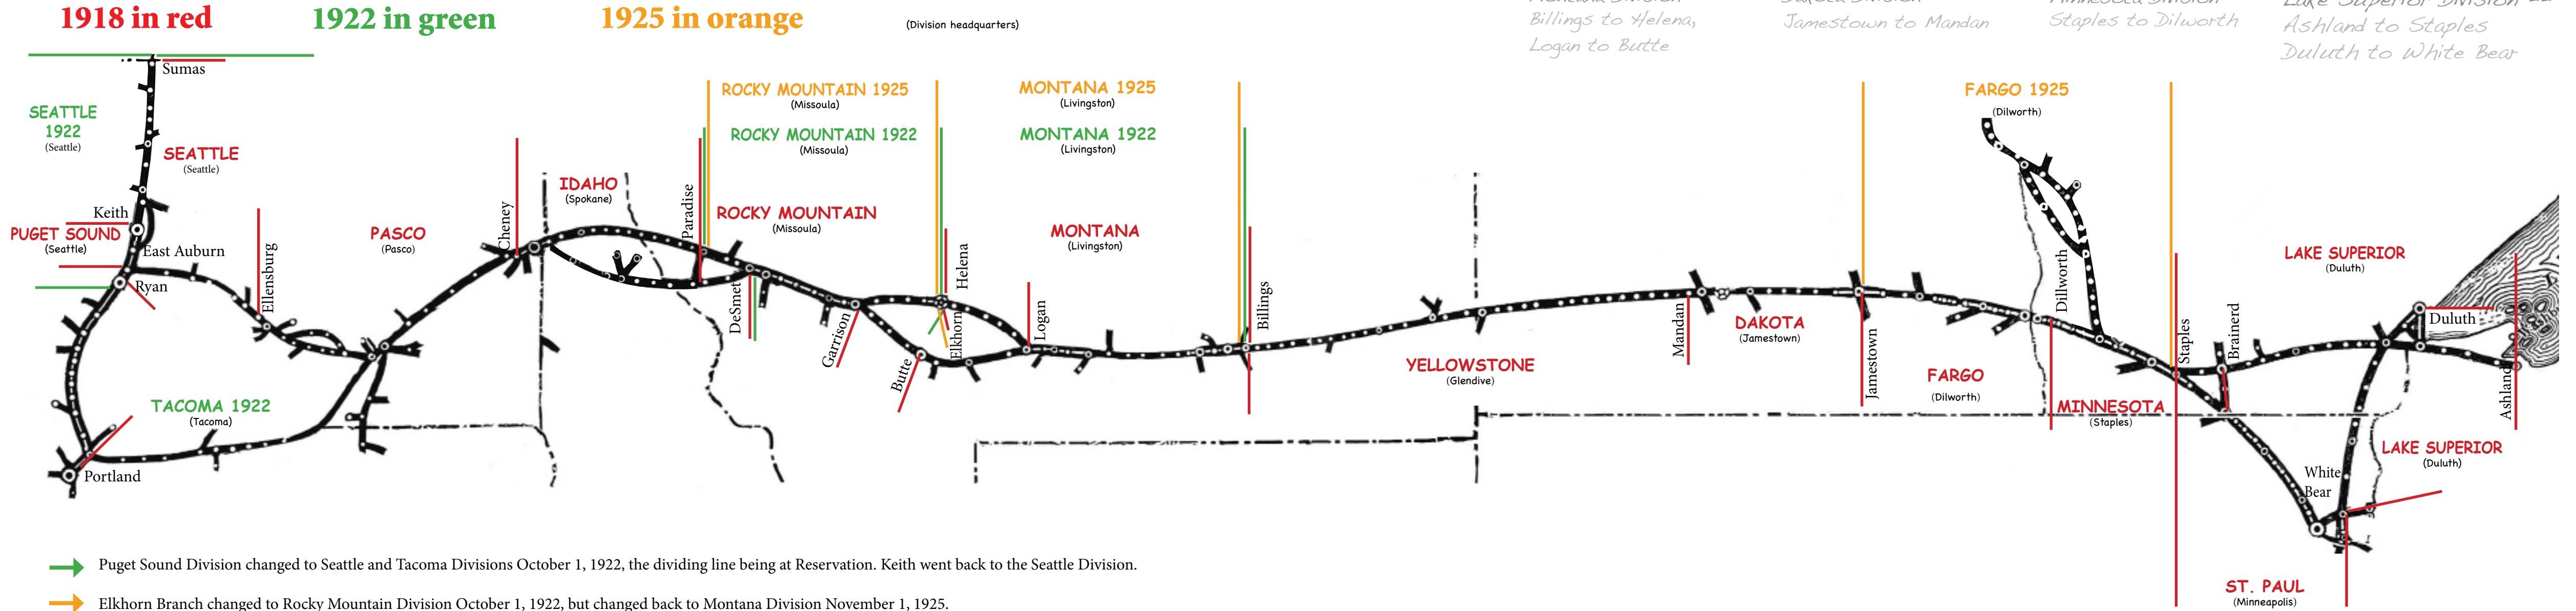 1918 in red
1922 in green
1925 in orange
(Division headquarters)
Billings to Helena,
Logan to Butte
Jamestown to Mandan
Staples to Dilworth
Lake Superior Division
Ashland to Staples
Duluth to White Bear
Sumas
SEATTLE
1922
(Seattle)
SEATTLE
(Seattle)
Keith
PUGET SOUND
(Seattle)
East Auburn
Ryan
Ellensburg
PASCO
(Pasco)
TACOMA 1922
(Tacoma)
Portland
Cheney
IDAHO
(Spokane)
Paradise
ROCKY MOUNTAIN 1925
(Missoula)
ROCKY MOUNTAIN 1922
(Missoula)
ROCKY MOUNTAIN
(Missoula)
DeSmet
Garrison
Butte
Helena
Elkhorn
MONTANA 1925
(Livingston)
MONTANA 1922
(Livingston)
MONTANA
(Livingston)
Logan
Billings
YELLOWSTONE
(Glendive)
Mandan
DAKOTA
(Jamestown)
Jamestown
FARGO 1925
(Dilworth)
FARGO
(Dilworth)
Dillworth
MINNESOTA
(Staples)
Staples
Brainerd
LAKE SUPERIOR
(Duluth)
Duluth
Ashland
LAKE SUPERIOR
(Duluth)
White
Bear
ST. PAUL
(Minneapolis)
Puget Sound Division changed to Seattle and Tacoma Divisions October 1, 1922, the dividing line being at Reservation. Keith went back to the Seattle Division.
Elkhorn Branch changed to Rocky Mountain Division October 1, 1922, but changed back to Montana Division November 1, 1925.